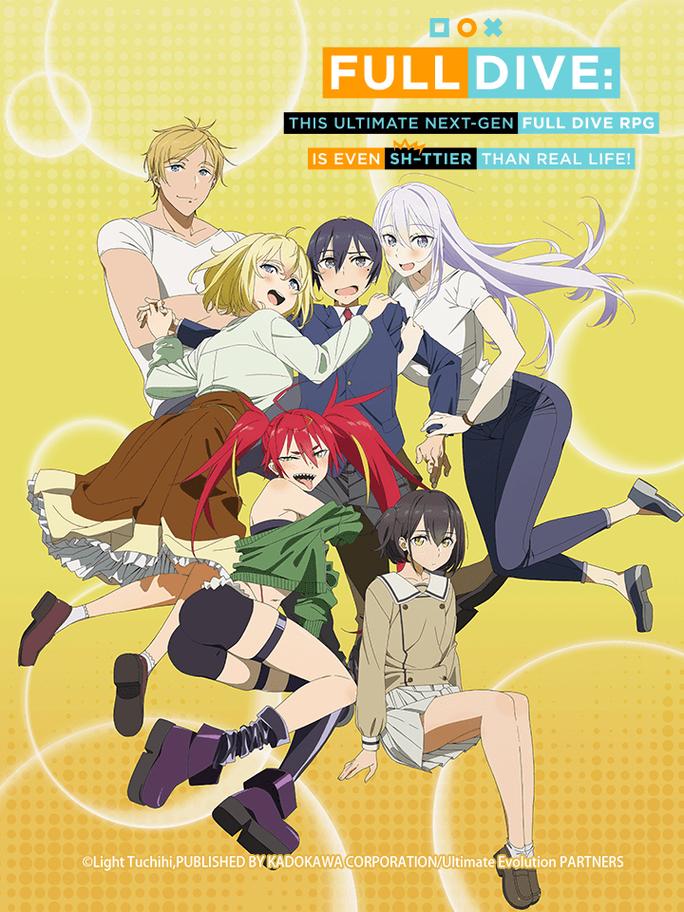 FULL DIVE:
THIS ULTIMATE NEXT-GEN FULL DIVE RPG
IS EVEN SH-TTIER THAN REAL LIFE!
©Light Tuchihi,PUBLISHED BY KADOKAWA CORPORATION/Ultimate Evolution PARTNERS